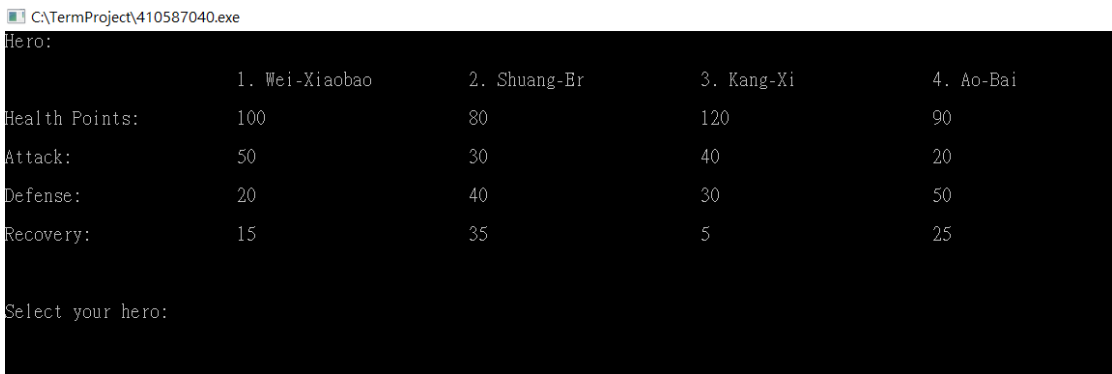 C:\TermProject\410587040.exe
Hero:
1. Wei-Xiaobao 2. Shuang-Er 3. Kang-Xi 4. Ao-Bai
Health Points: 100 80 120 90
Attack: 50 30 40 20
Defense: 20 40 30 50
Recovery: 15 35 5 25
Select your hero: